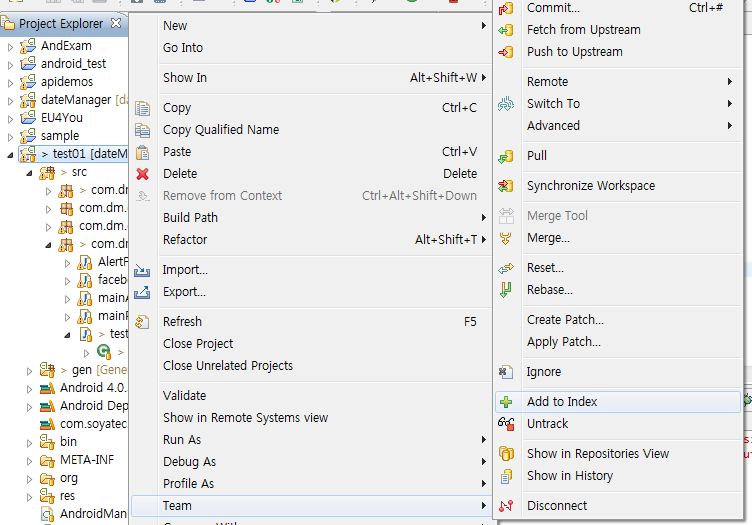 Project Explorer
AndExam
android_test
apidemos
dateManager [da
EU4You
sample
> test01 [dateM
> src
> com.dm
com.dm.
com.dm.
> com.dm
AlertF
facebo
mainA
mainF
> test
>
> gen [Gene
Android 4.0.
Android Dep
com.soyatec
bin
META-INF
org
res
AndroidMan
New
Go Into
Show In Alt+Shift+W
Copy Ctrl+C
Copy Qualified Name
Paste Ctrl+V
Delete Delete
Remove from Context Ctrl+Alt+Shift+Down
Build Path
Refactor Alt+Shift+T
Import...
Export...
Refresh F5
Close Project
Close Unrelated Projects
Validate
Show in Remote Systems view
Run As
Debug As
Profile As
Team
Commit... Ctrl+#
Fetch from Upstream
Push to Upstream
Remote
Switch To
Advanced
Pull
Synchronize Workspace
Merge Tool
Merge...
Reset...
Rebase...
Create Patch...
Apply Patch...
Ignore
Add to Index
Untrack
Show in Repositories View
Show in History
Disconnect